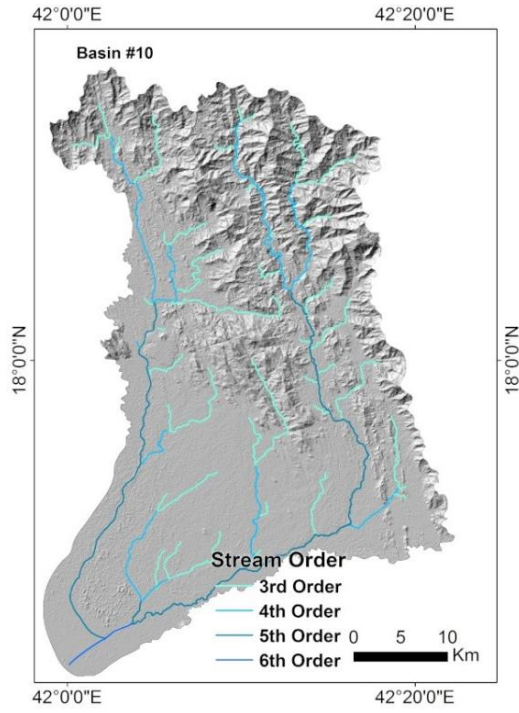 42°0'0"E 42°20'0"E
Basin #10
18°0'0"N 18°0'0"N
Stream Order
3rd Order
4th Order
5th Order
6th Order
0 5 10
Km
42°0'0"E 42°20'0"E